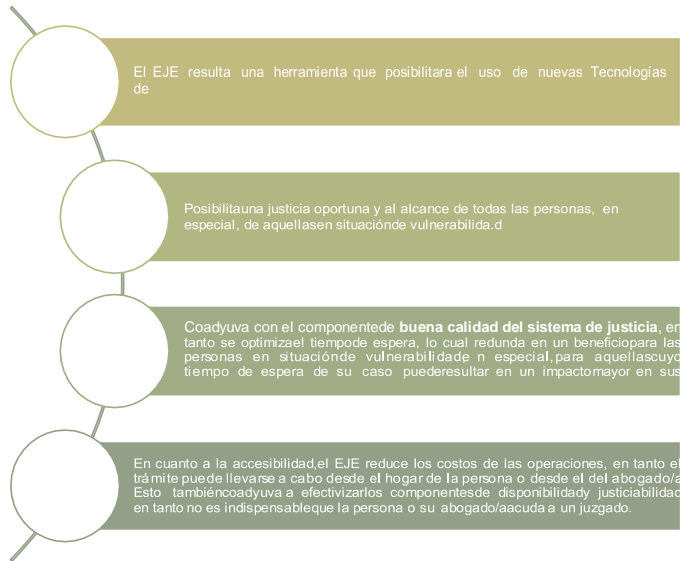 El EJE resulta una herramienta que posibilitara el uso de nuevas Tecnologías
de
Posibilitauna justicia oportuna y al alcance de todas las personas, en
especial, de aquellasen situaciónde vulnerabilida.d
Coadyuva con el componentede buena calidad del sistema de justicia, en
tanto se optimizael tiempode espera, lo cual redunda en un beneficiopara las
personas en situaciónde vulnerabilidade n especial,para aquellascuyo
tiempo de espera de su caso puederesultar en un impactomayor en sus
En cuanto a la accesibilidad,el EJE reduce los costos de las operaciones, en tanto el
trámite puede llevarse a cabo desde el hogar de la persona o desde el del abogado/a
Esto tambiéncoadyuva a efectivizarlos componentesde disponibilidady justiciabilidad
en tanto no es indispensableque la persona o su abogado/aacuda a un juzgado.